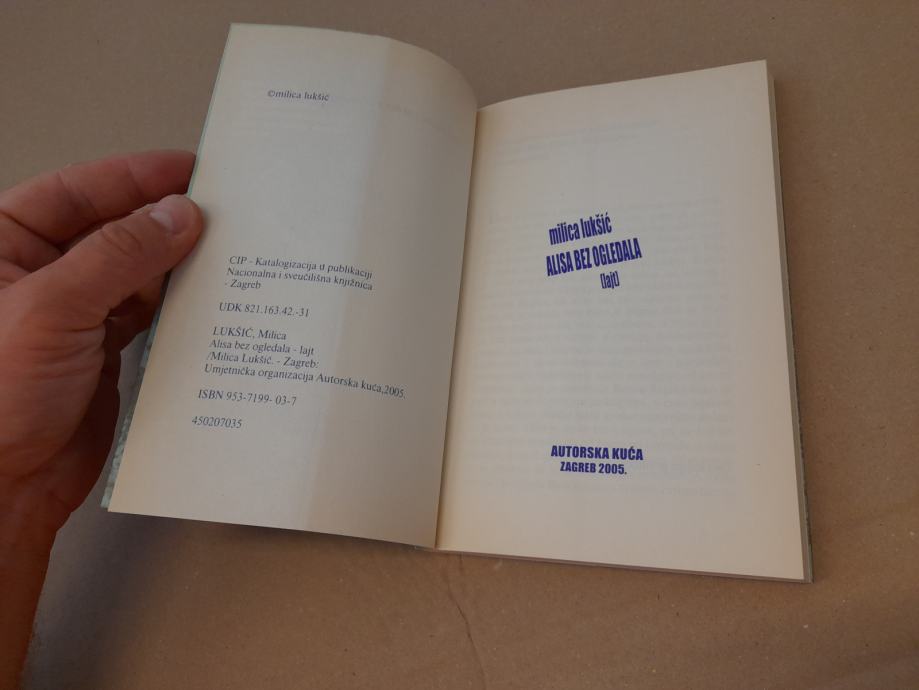 ©milica lukšić
CIP - Katalogizacija u publikaciji
Nacionalna i sveučilišna knjižnica
- Zagreb
UDK 821.163.42.-31
LUKŠIĆ, Milica
Alisa bez ogledala - lajt
/Milica Lukšić. - Zagreb:
Umjetnička organizacija Autorska kuća,2005.
ISBN 953-7199- 03-7
450207035
milica lukšić
ALISA BEZ OGLEDALA
[lajt]
AUTORSKA KUĆA
ZAGREB 2005.